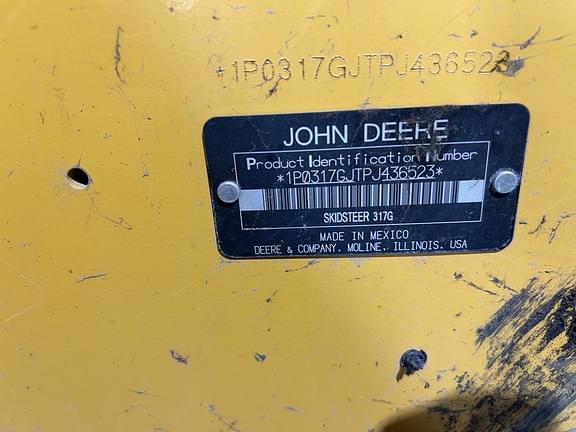 *1P0317GJTPJ436523
JOHN DEERE
Product Identification Number
*1P0317GJTPJ436523*
SKIDSTEER 317G
MADE IN MEXICO
DEERE & COMPANY, MOLINE, ILLINOIS, USA